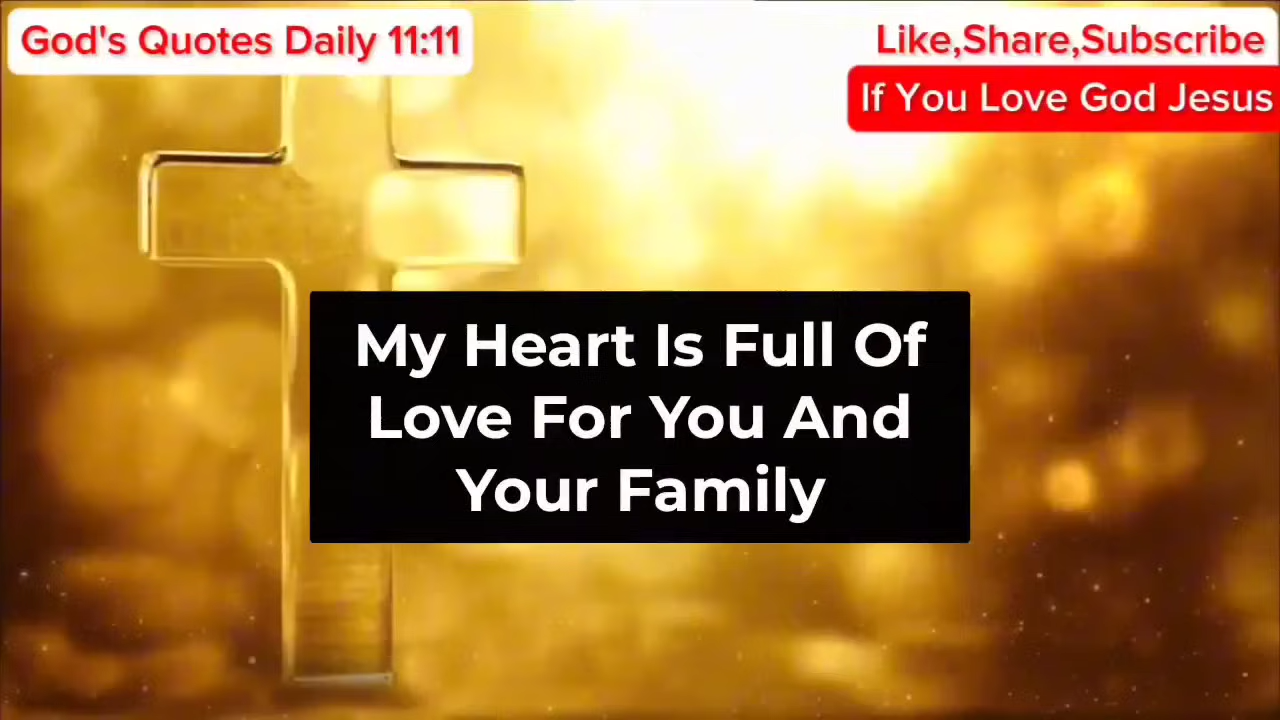 God's Quotes Daily 11:11
Like,Share,Subscribe
If You Love God Jesus
My Heart Is Full Of
Love For You And
Your Family